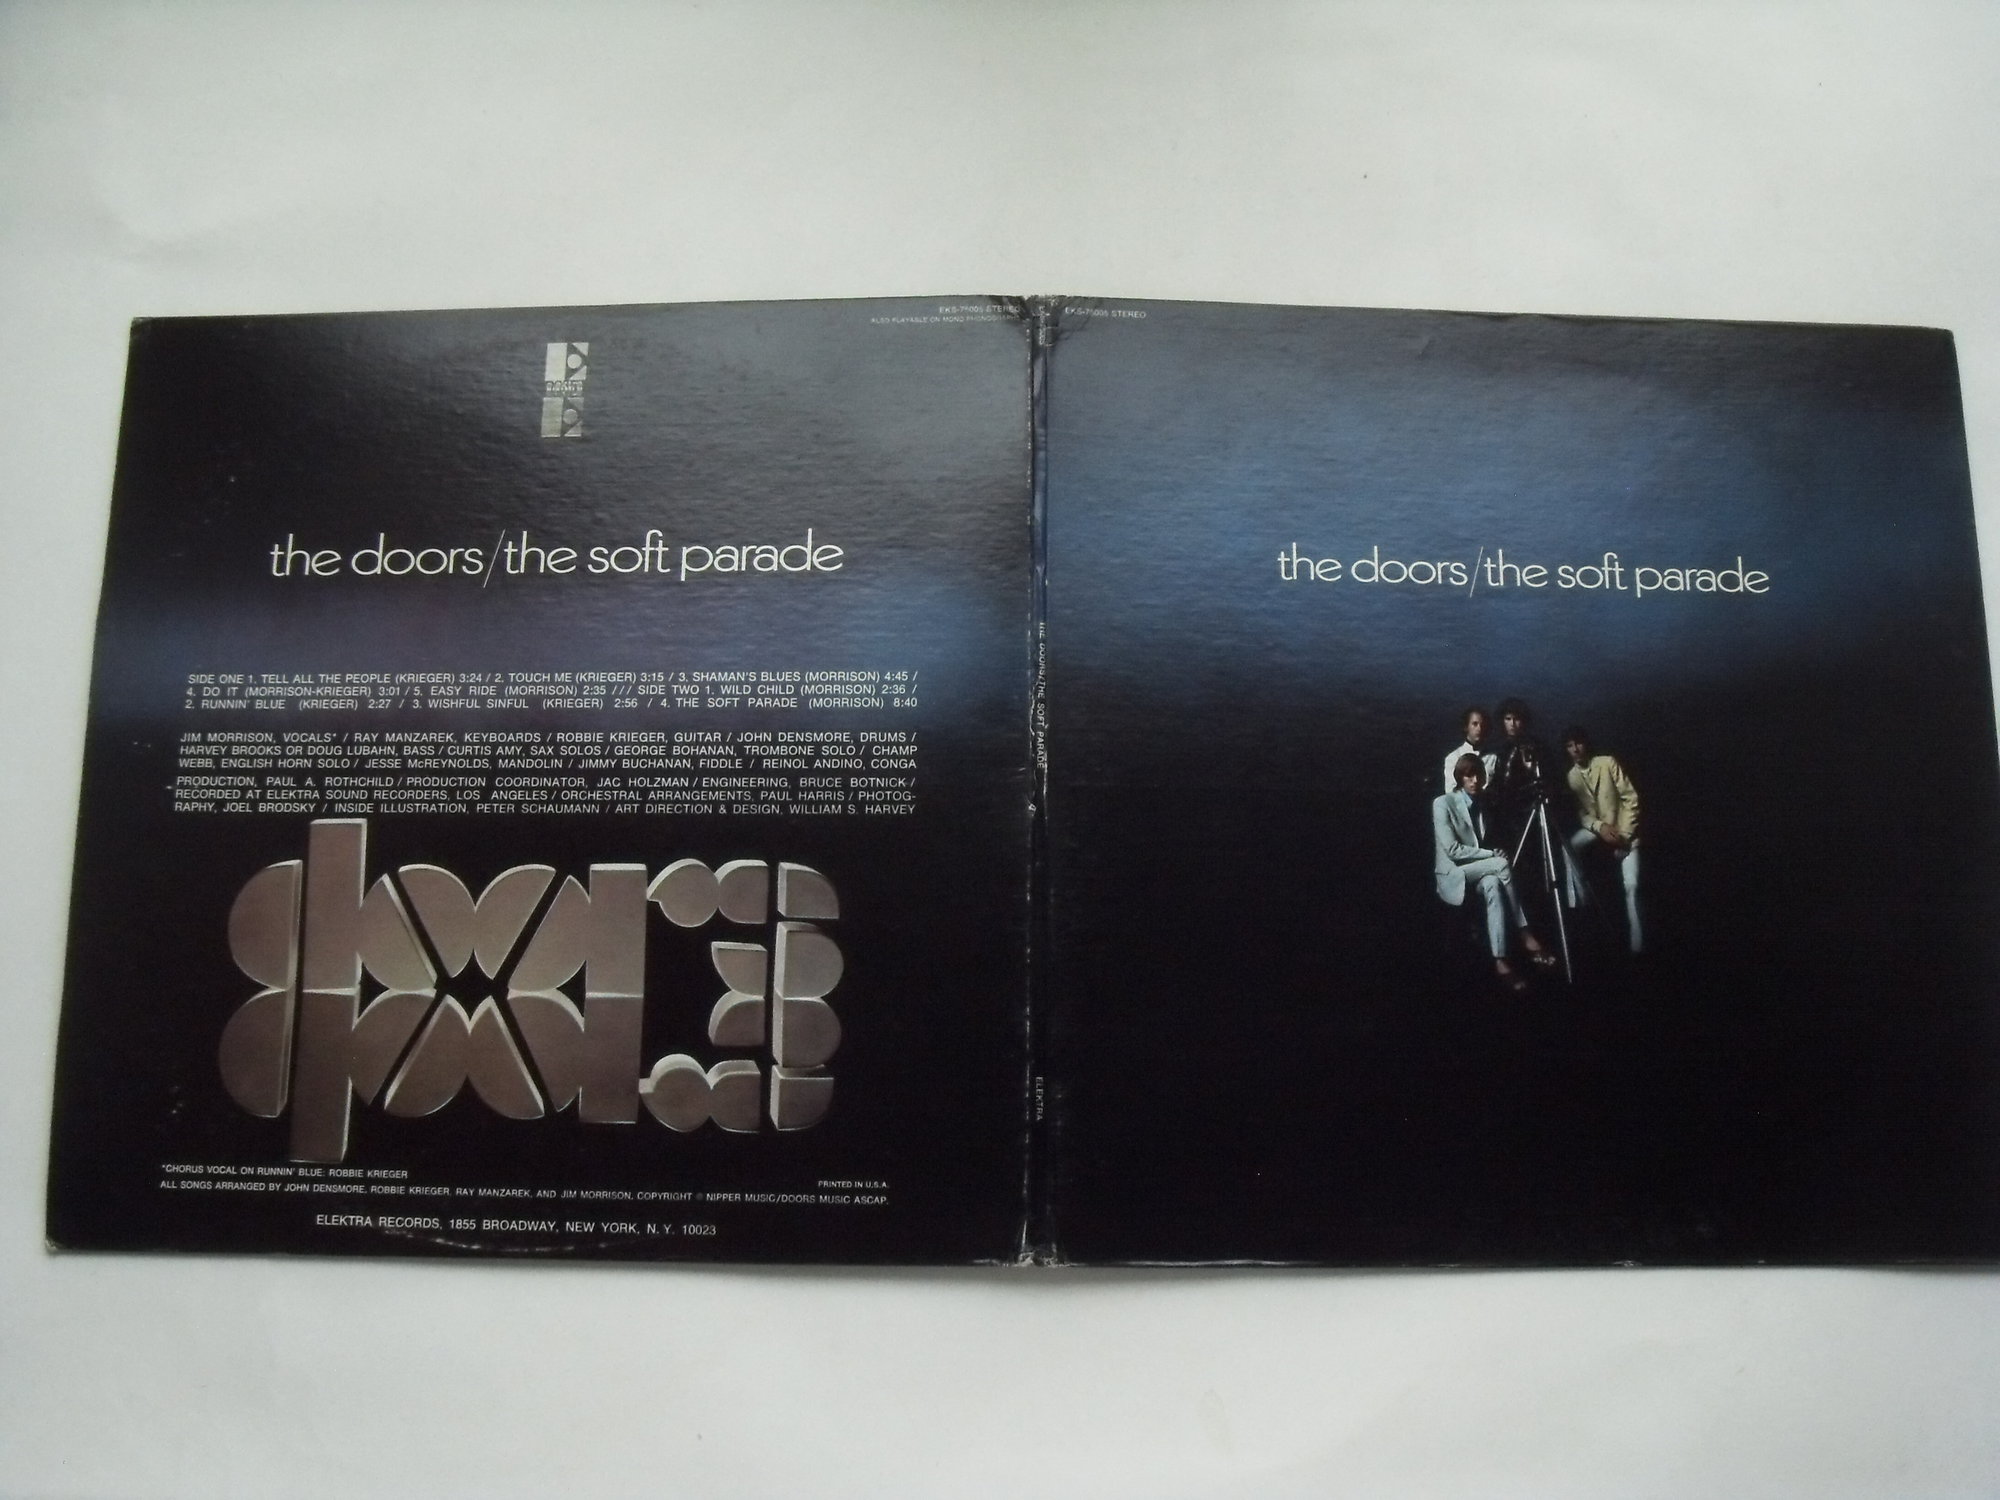 EKS-75005 STEREO
ALSO PLAYABLE ON MONO PHONOGRAPHS
elektra
the doors/the soft parade
SIDE ONE 1. TELL ALL THE PEOPLE (KRIEGER) 3:24 / 2. TOUCH ME (KRIEGER) 3:15 / 3. SHAMAN'S BLUES (MORRISON) 4:45 /
4. DO IT (MORRISON-KRIEGER) 3:01 / 5. EASY RIDE (MORRISON) 2:35 /// SIDE TWO 1. WILD CHILD (MORRISON) 2:36 /
2. RUNNIN' BLUE (KRIEGER) 2:27 / 3. WISHFUL SINFUL (KRIEGER) 2:56 / 4. THE SOFT PARADE (MORRISON) 8:40
JIM MORRISON, VOCALS* / RAY MANZAREK, KEYBOARDS / ROBBIE KRIEGER, GUITAR / JOHN DENSMORE, DRUMS /
HARVEY BROOKS OR DOUG LUBAHN, BASS / CURTIS AMY, SAX SOLOS / GEORGE BOHANAN, TROMBONE SOLO / CHAMP
WEBB, ENGLISH HORN SOLO / JESSE McREYNOLDS, MANDOLIN / JIMMY BUCHANAN, FIDDLE / REINOL ANDINO, CONGA
PRODUCTION, PAUL A. ROTHCHILD / PRODUCTION COORDINATOR, JAC HOLZMAN / ENGINEERING, BRUCE BOTNICK /
RECORDED AT ELEKTRA SOUND RECORDERS, LOS ANGELES / ORCHESTRAL ARRANGEMENTS, PAUL HARRIS / PHOTOG-
RAPHY, JOEL BRODSKY / INSIDE ILLUSTRATION, PETER SCHAUMANN / ART DIRECTION & DESIGN, WILLIAM S. HARVEY
doors
*CHORUS VOCAL ON RUNNIN' BLUE: ROBBIE KRIEGER
PRINTED IN U.S.A.
ALL SONGS ARRANGED BY JOHN DENSMORE, ROBBIE KRIEGER, RAY MANZAREK, AND JIM MORRISON. COPYRIGHT © NIPPER MUSIC/DOORS MUSIC ASCAP.
ELEKTRA RECORDS, 1855 BROADWAY, NEW YORK, N.Y. 10023
THE DOORS/THE SOFT PARADE
ELEKTRA
EKS-75005 STEREO
the doors/the soft parade